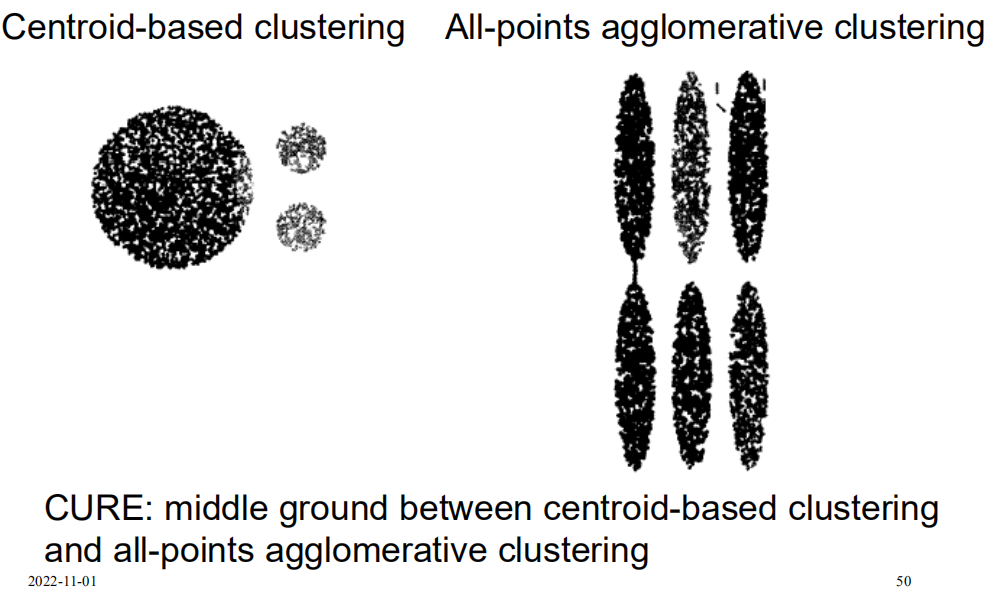 Centroid-based clustering
All-points agglomerative clustering
CURE: middle ground between centroid-based clustering
and all-points agglomerative clustering
2022-11-01
50